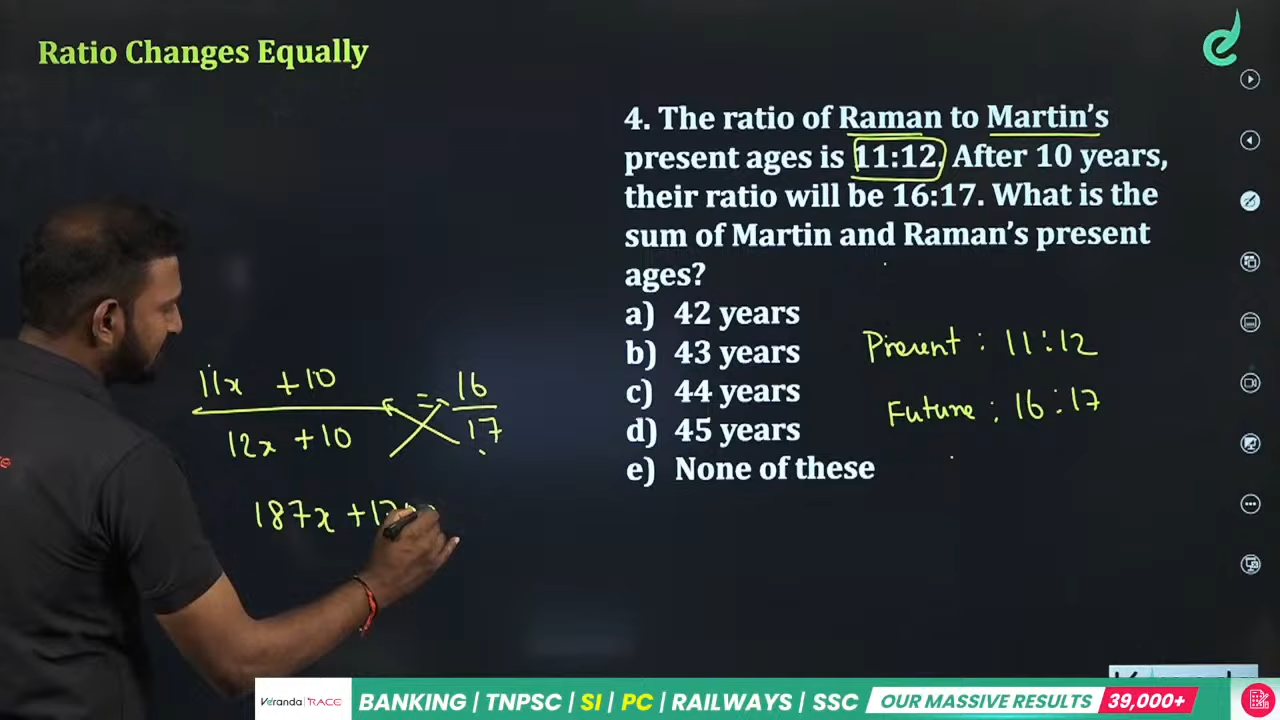 Ratio Changes Equally
4. The ratio of Raman to Martin's
present ages is 11:12. After 10 years,
their ratio will be 16:17. What is the
sum of Martin and Raman's present
ages?
a) 42 years
b) 43 years
c) 44 years
d) 45 years
e) None of these
Present : 11:12
Future : 16:17
11x +10 = 16
12x +10 17
187x +17
Veranda RACE
BANKING | TNPSC | SI | PC | RAILWAYS | SSC
OUR MASSIVE RESULTS 39,000+